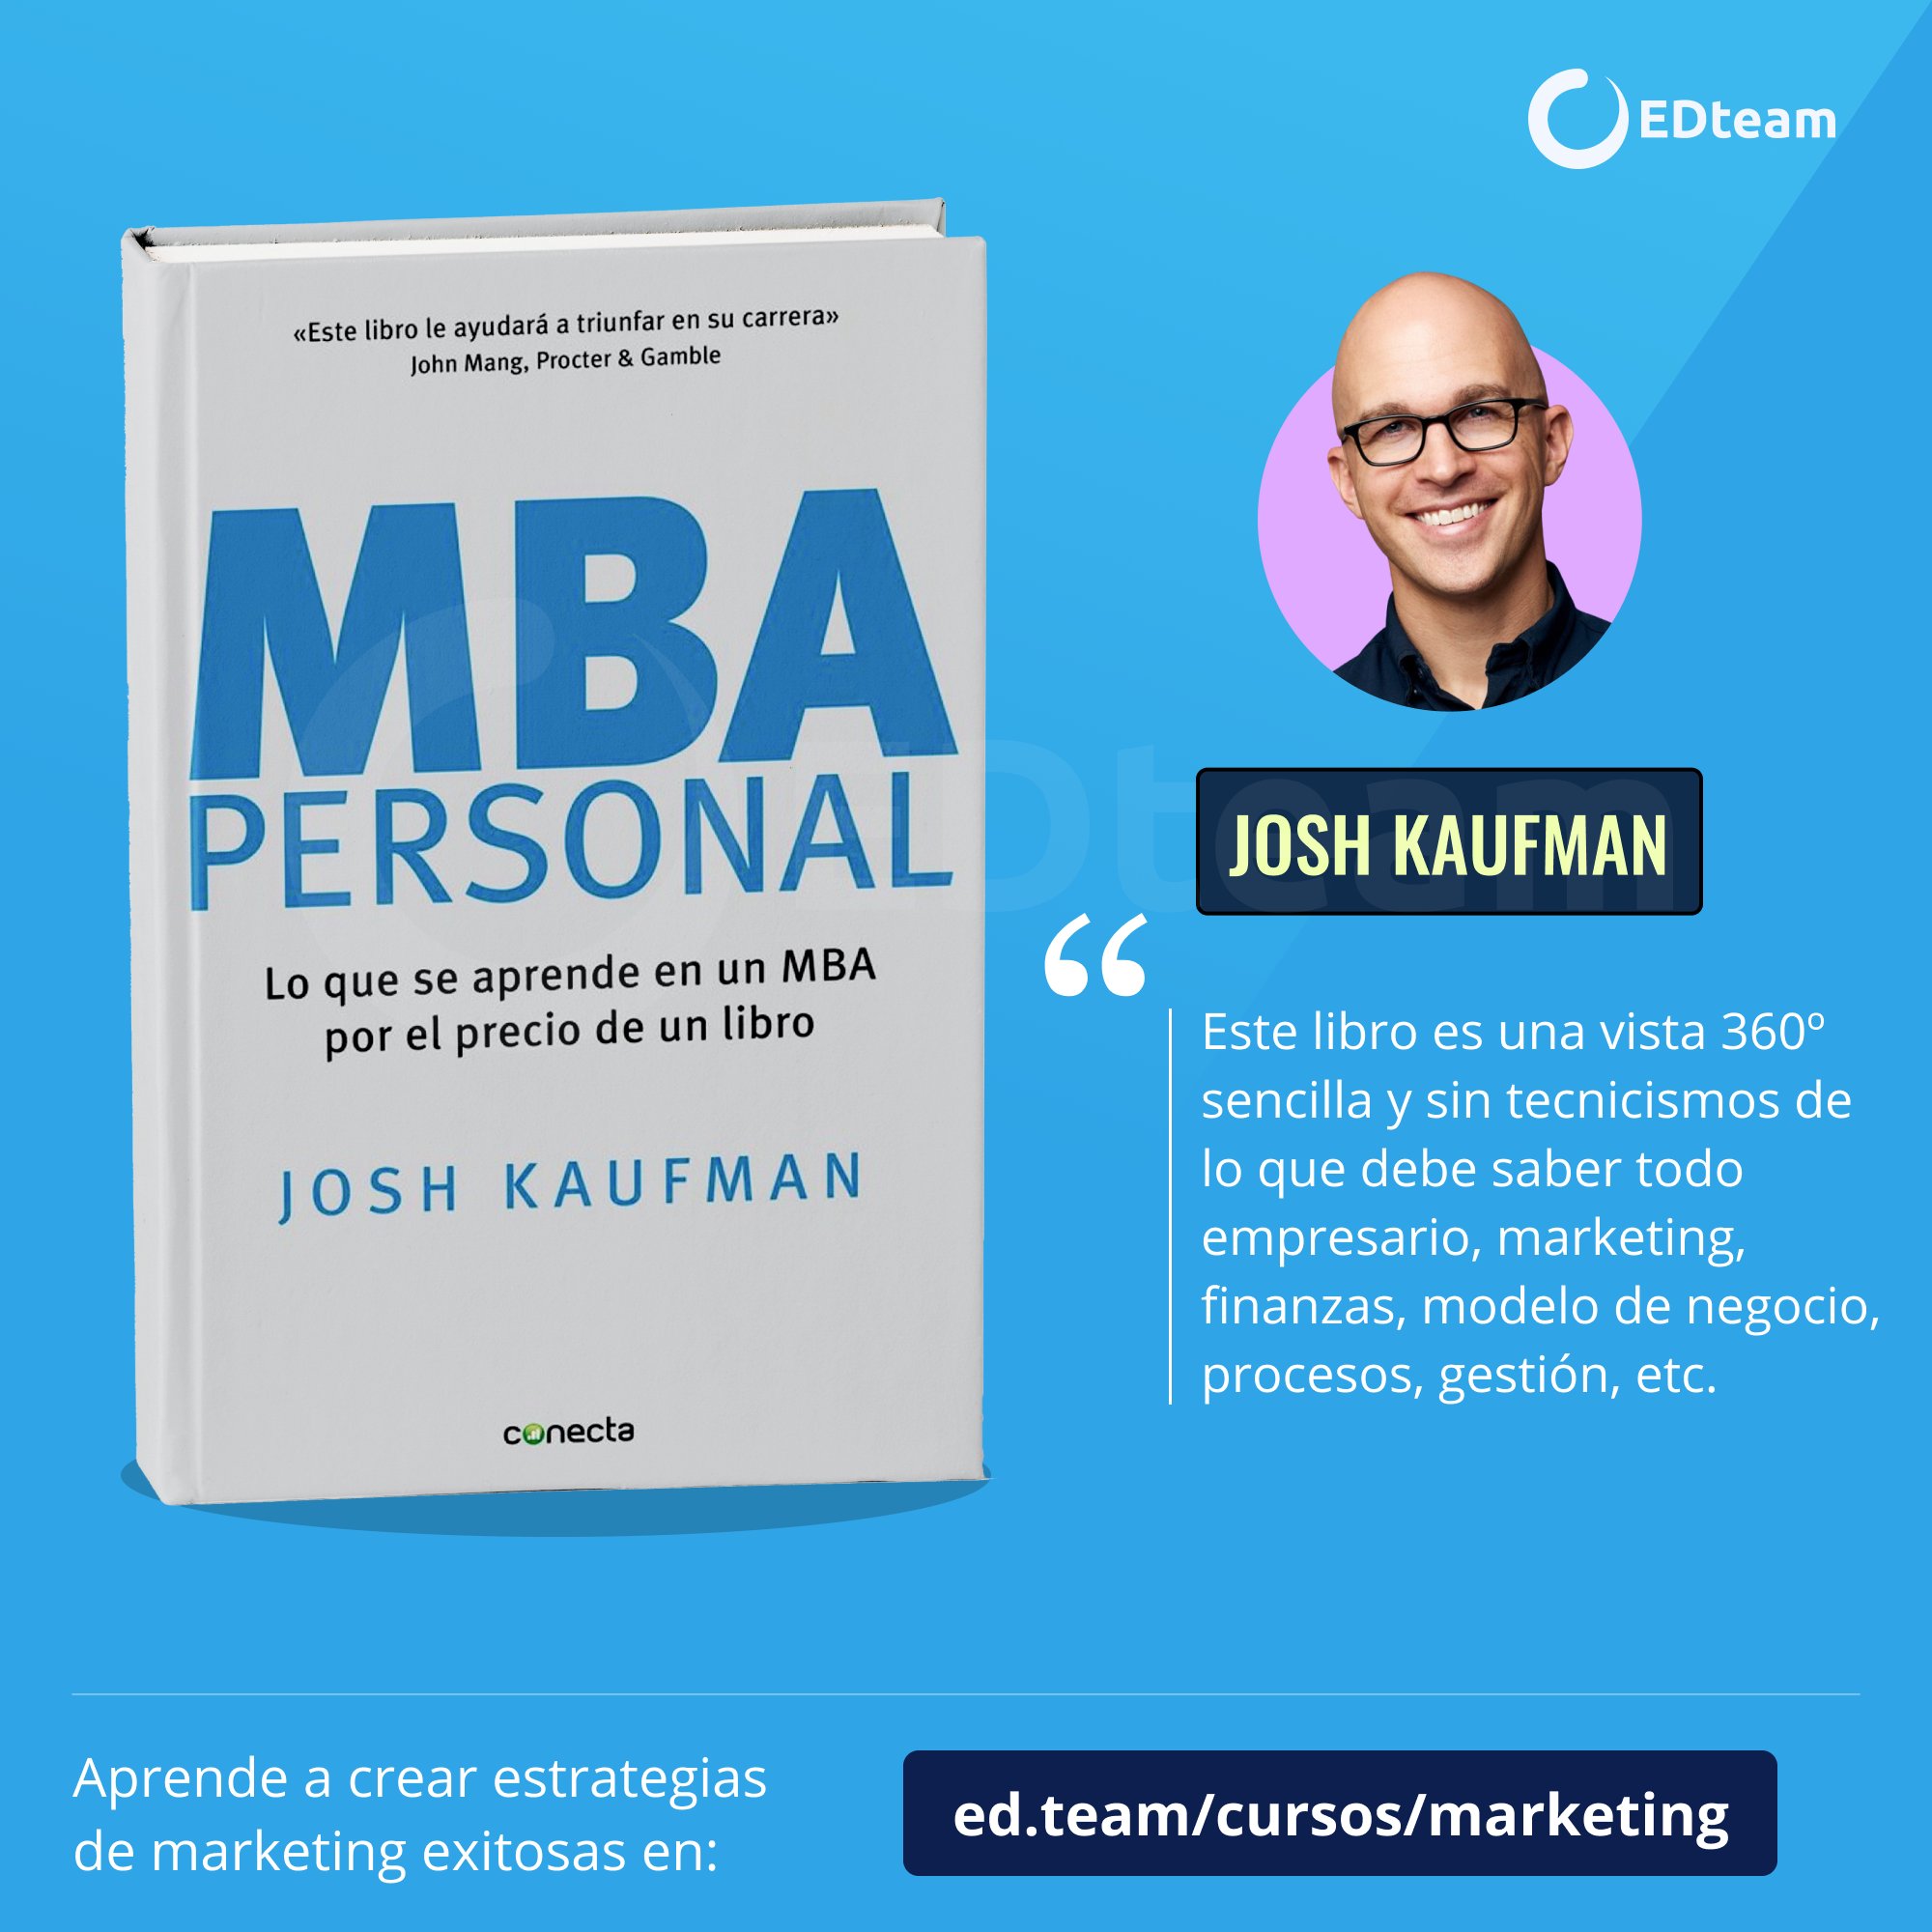 EDteam
«Este libro le ayudará a triunfar en su carrera»
John Mang, Procter & Gamble
MBA
PERSONAL
Lo que se aprende en un MBA
por el precio de un libro
JOSH KAUFMAN
conecta
EDteam
JOSH KAUFMAN
“
Este libro es una vista 360º
sencilla y sin tecnicismos de
lo que debe saber todo
empresario, marketing,
finanzas, modelo de negocio,
procesos, gestión, etc.
Aprende a crear estrategias
de marketing exitosas en:
ed.team/cursos/marketing